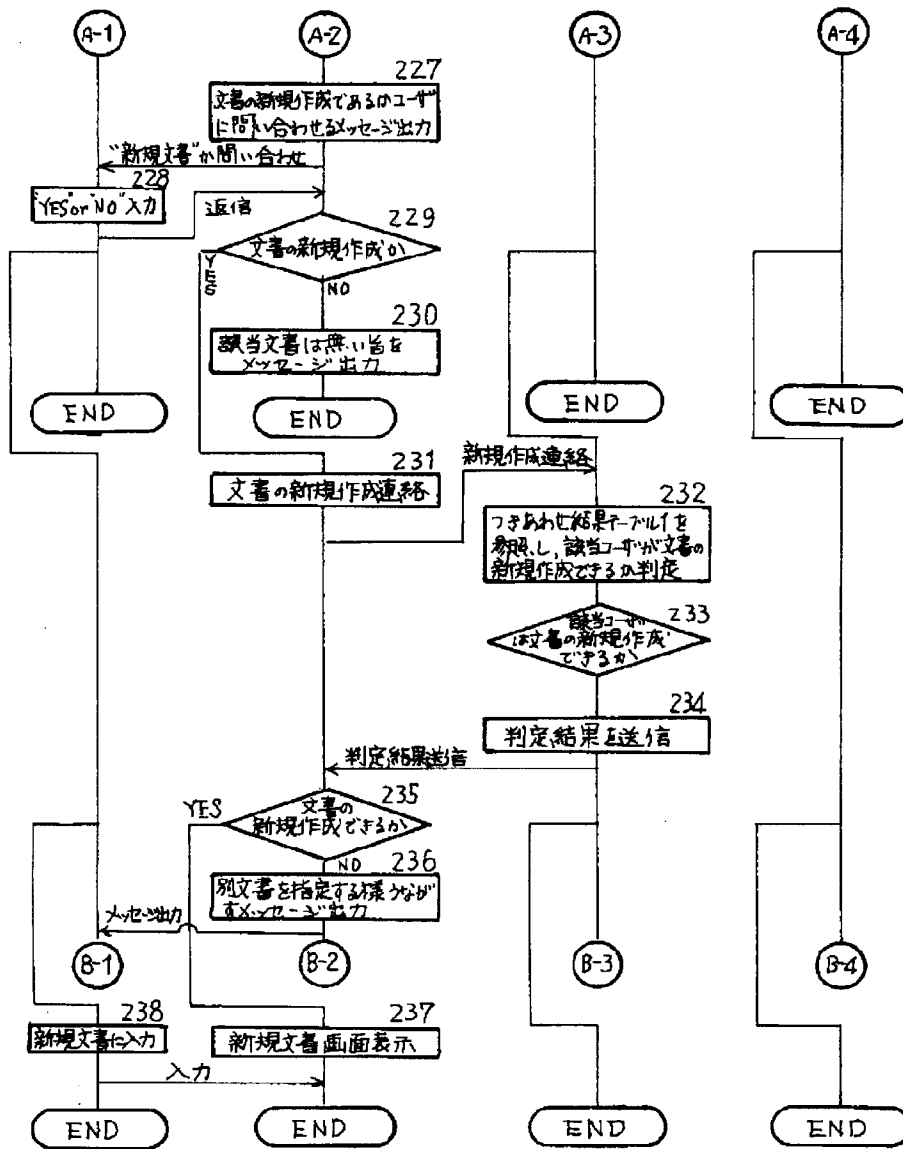 A-1
A-2
A-3
A-4
227
文書の新規作成であるかユーザ
に問い合わせるメッセージ出力
"新規文書"か問い合わせ
228
"YES"or"NO"入力
返信
229
文書の新規作成か
YES
NO
230
該当文書は無い旨を
メッセージ出力
END
END
END
END
231
文書の新規作成連絡
新規作成連絡
232
つきあわせ結果テーブル1を
参照し、該当ユーザが文書の
新規作成できるか判定
233
該当ユーザ
は文書の新規作成
できるか
234
判定結果を送信
判定結果送信
235
YES
文書の
新規作成できるか
NO
236
別文書を指定する様うなが
すメッセージ出力
メッセージ出力
B-1
B-2
B-3
B-4
238
新規文書に入力
237
新規文書画面表示
入力
END
END
END
END